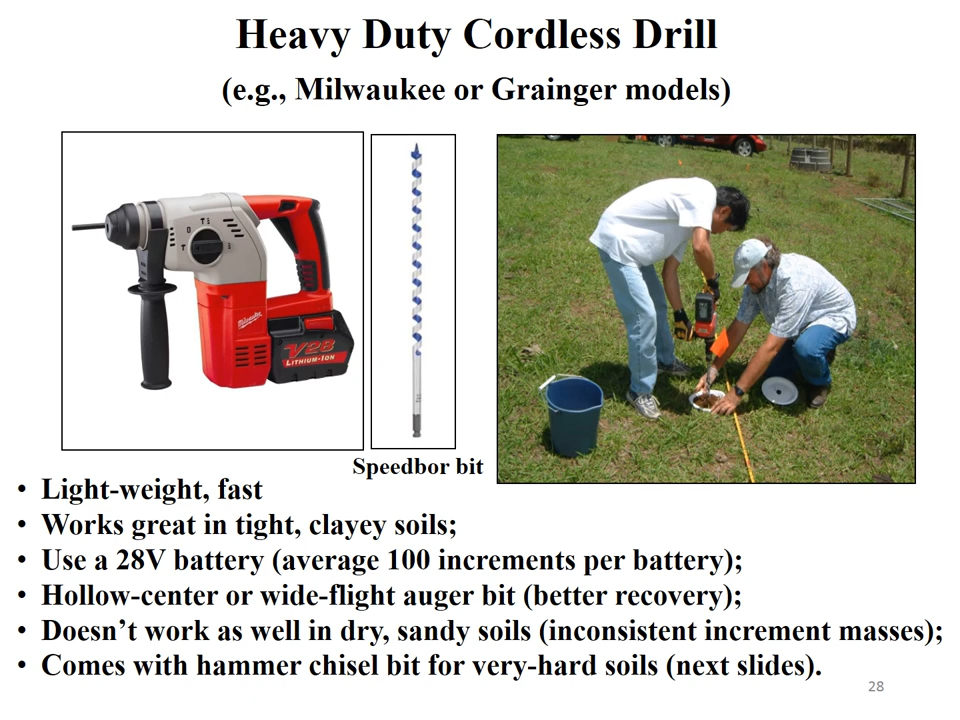 Heavy Duty Cordless Drill
(e.g., Milwaukee or Grainger models)
Milwaukee
V28
LITHIUM-ION
Speedbor bit
• Light-weight, fast
• Works great in tight, clayey soils;
• Use a 28V battery (average 100 increments per battery);
• Hollow-center or wide-flight auger bit (better recovery);
• Doesn’t work as well in dry, sandy soils (inconsistent increment masses);
• Comes with hammer chisel bit for very-hard soils (next slides).
28